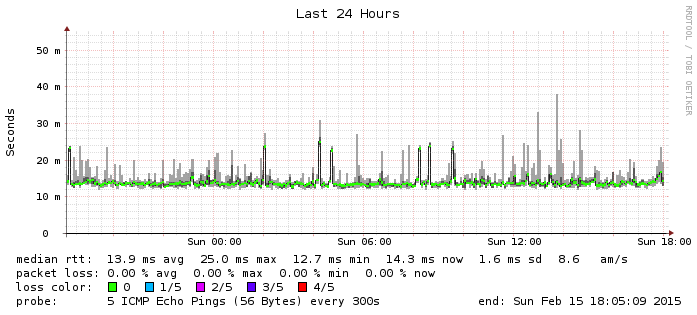 Last 24 Hours
RRDTOOL / TOBI OETIKER
Seconds
50 m
40 m
30 m
20 m
10 m
0
Sun 00:00 Sun 06:00 Sun 12:00 Sun 18:00
median rtt: 13.9 ms avg 25.0 ms max 12.7 ms min 14.3 ms now 1.6 ms sd 8.6 am/s
packet loss: 0.00 % avg 0.00 % max 0.00 % min 0.00 % now
loss color: 0 1/5 2/5 3/5 4/5
probe: 5 ICMP Echo Pings (56 Bytes) every 300s end: Sun Feb 15 18:05:09 2015